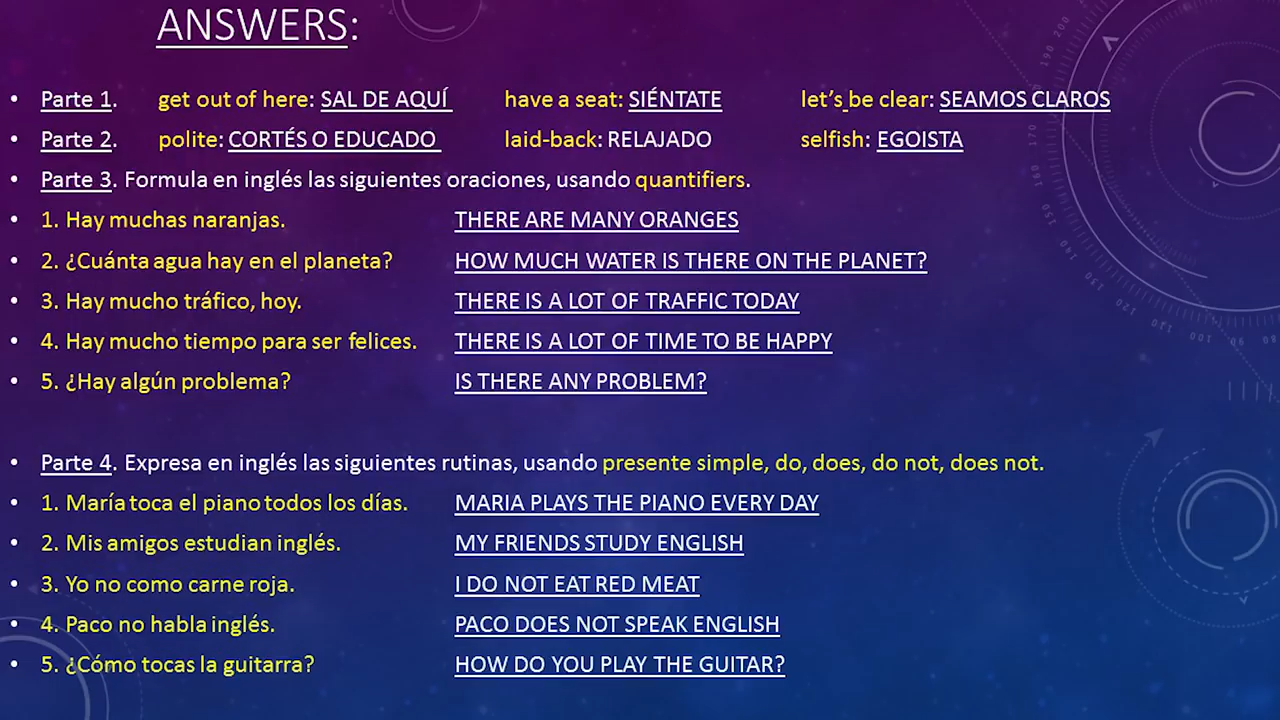 ANSWERS:
• Parte 1. get out of here: SAL DE AQUÍ have a seat: SIÉNTATE let's be clear: SEAMOS CLAROS
• Parte 2. polite: CORTÉS O EDUCADO laid-back: RELAJADO selfish: EGOISTA
• Parte 3. Formula en inglés las siguientes oraciones, usando quantifiers.
• 1. Hay muchas naranjas. THERE ARE MANY ORANGES
• 2. ¿Cuánta agua hay en el planeta? HOW MUCH WATER IS THERE ON THE PLANET?
• 3. Hay mucho tráfico, hoy. THERE IS A LOT OF TRAFFIC TODAY
• 4. Hay mucho tiempo para ser felices. THERE IS A LOT OF TIME TO BE HAPPY
• 5. ¿Hay algún problema? IS THERE ANY PROBLEM?
• Parte 4. Expresa en inglés las siguientes rutinas, usando presente simple, do, does, do not, does not.
• 1. María toca el piano todos los días. MARIA PLAYS THE PIANO EVERY DAY
• 2. Mis amigos estudian inglés. MY FRIENDS STUDY ENGLISH
• 3. Yo no como carne roja. I DO NOT EAT RED MEAT
• 4. Paco no habla inglés. PACO DOES NOT SPEAK ENGLISH
• 5. ¿Cómo tocas la guitarra? HOW DO YOU PLAY THE GUITAR?